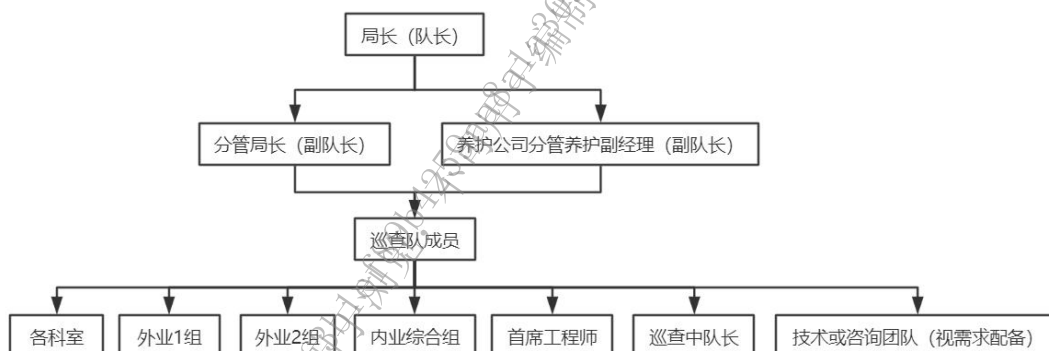 局长（队长）
分管局长（副队长）
养护公司分管养护副经理（副队长）
巡查队成员
各科室
外业1组
外业2组
内业综合组
首席工程师
巡查中队长
技术或咨询团队（视需求配备）